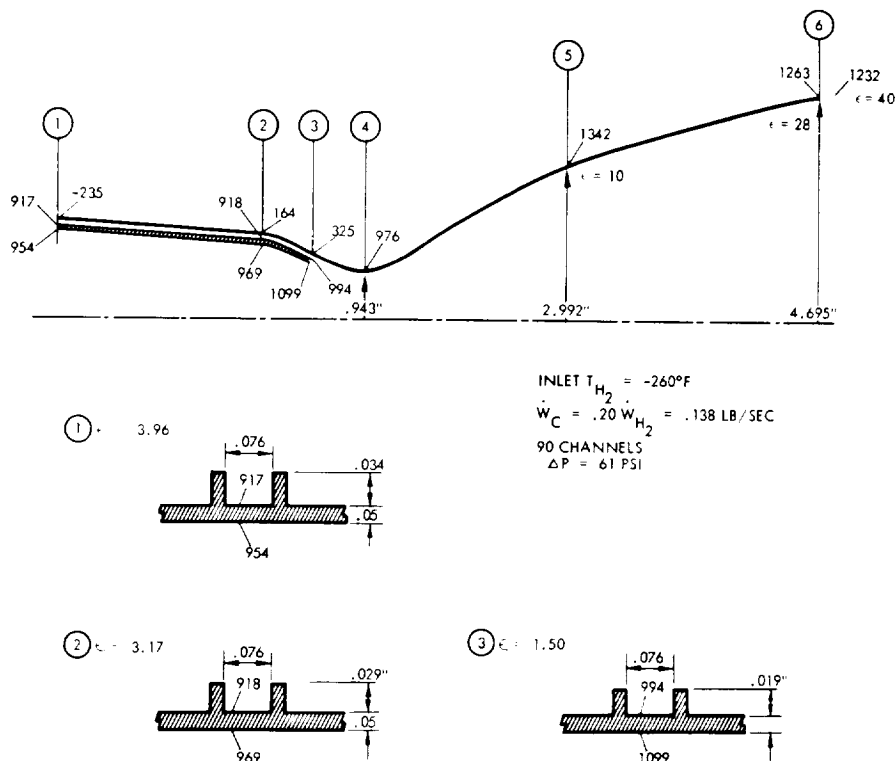 1 2 3 4 5 6
917 -235 954
918 164 969
325 1099 994
976 .943"
1342 ϵ = 10 2.992"
1263 1232 ϵ = 40 ϵ = 28 4.695"
INLET T H2 = -260°F
Ẇ C = .20 Ẇ H2 = .138 LB/SEC
90 CHANNELS
ΔP = 61 PSI
1 3.96
.076
.034
917
.05
954
2 ϵ = 3.17
.076
.029"
918
.05
969
3 ϵ = 1.50
.076
.019"
994
1099